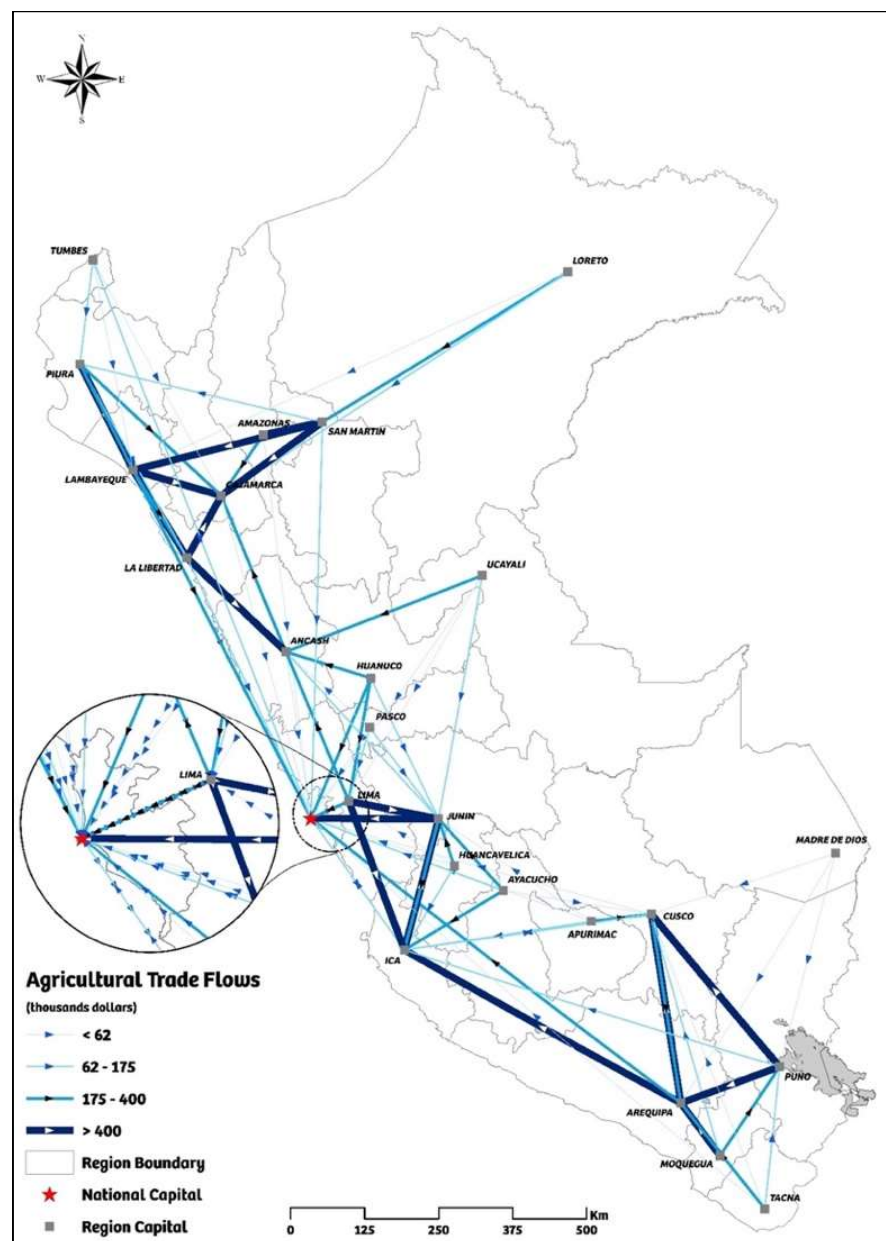 N
W E
S
TUMBES
LORETO
PIURA
AMAZONAS
SAN MARTIN
LAMBAYEQUE
CAJAMARCA
LA LIBERTAD
UCAYALI
ANCASH
HUANUCO
PASCO
LIMA
LIMA
JUNIN
MADRE DE DIOS
HUANCAVELICA
AYACUCHO
CUSCO
APURIMAC
ICA
Agricultural Trade Flows
(thousands dollars)
< 62
62 - 175
175 - 400
> 400
PUNO
AREQUIPA
MOQUEGUA
TACNA
Region Boundary
National Capital
Region Capital
Km
0 125 250 375 500